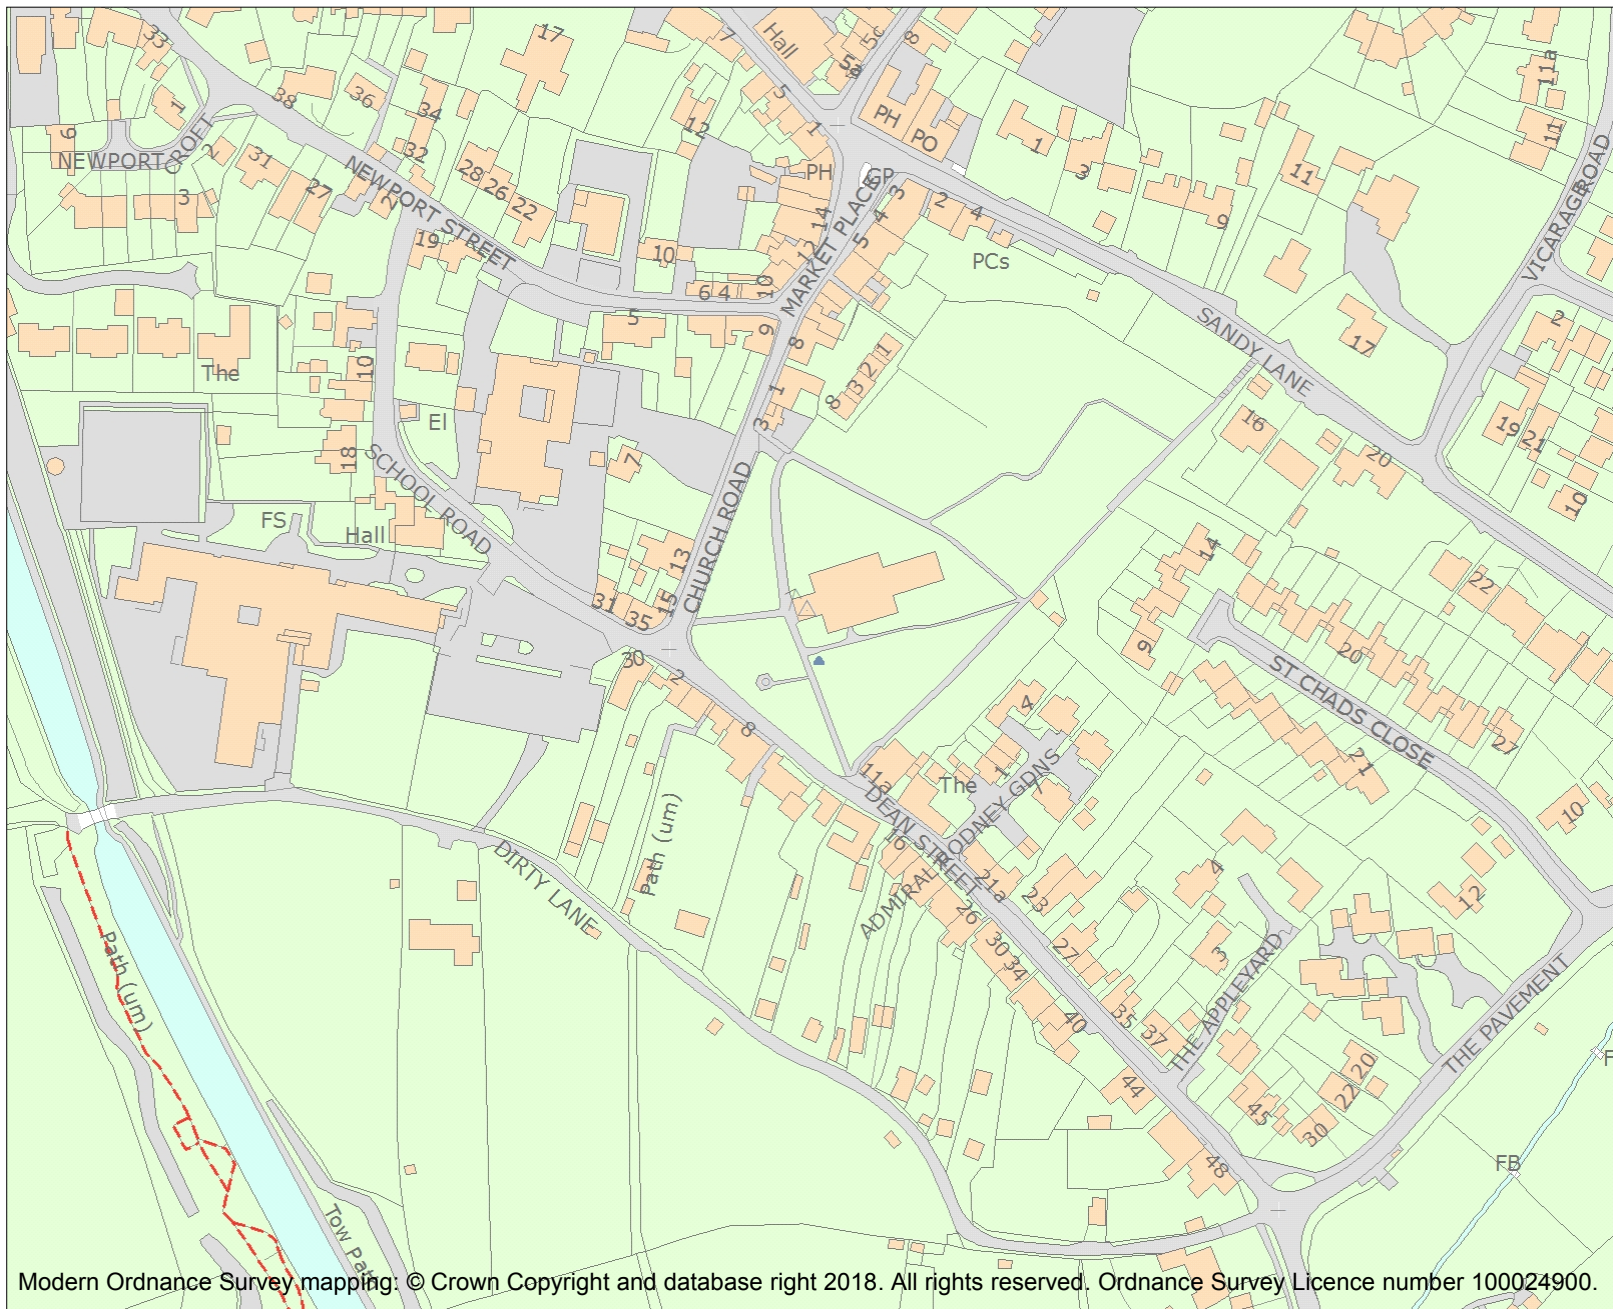 33
17
7
Hall
5c
5a
8
11a
38
36
34
1
5
12
1
PH
PO
1
3
11
11
6
NEWPORT
CROFT
2
31
32
28
26
22
27
3
2
NEWPORT STREET
19
PH
GP
3
4
5
2
4
9
14
12
10
10
MARKET PLACE
PCs
VICARAGE ROAD
6 4
5
9
8
SANDY LANE
17
2
The
10
El
1
3
8
3
2
1
16
20
19
21
10
18
SCHOOL ROAD
7
CHURCH ROAD
FS
Hall
13
14
22
31
35
15
9
20
30
2
ST CHADS CLOSE
27
21
8
4
11a
The
1
7
DEAN STREET
ADMIRAL RODNEY GDNS
16
10
DIRTY LANE
Path (um)
21a
23
4
12
26
30
34
27
3
THE APPLEYARD
Path (um)
40
35
37
THE PAVEMENT
44
45
20
22
30
48
FB
F
Tow Path
Modern Ordnance Survey mapping: © Crown Copyright and database right 2018. All rights reserved. Ordnance Survey Licence number 100024900.